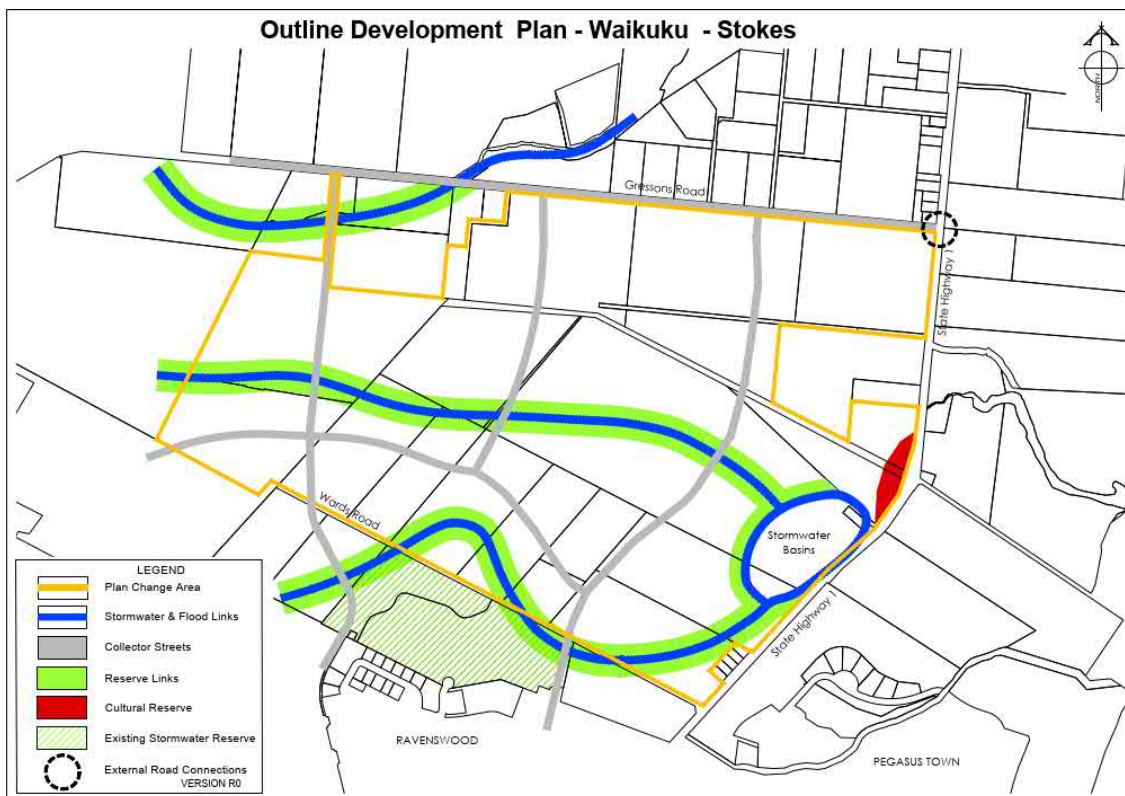 Outline Development Plan - Waikuku - Stokes
NORTH
Gressons Road
State Highway 1
Wards Road
Stormwater
Basins
State Highway 1
RAVENSWOOD
PEGASUS TOWN
LEGEND
Plan Change Area
Stormwater & Flood Links
Collector Streets
Reserve Links
Cultural Reserve
Existing Stormwater Reserve
External Road Connections
VERSION R0